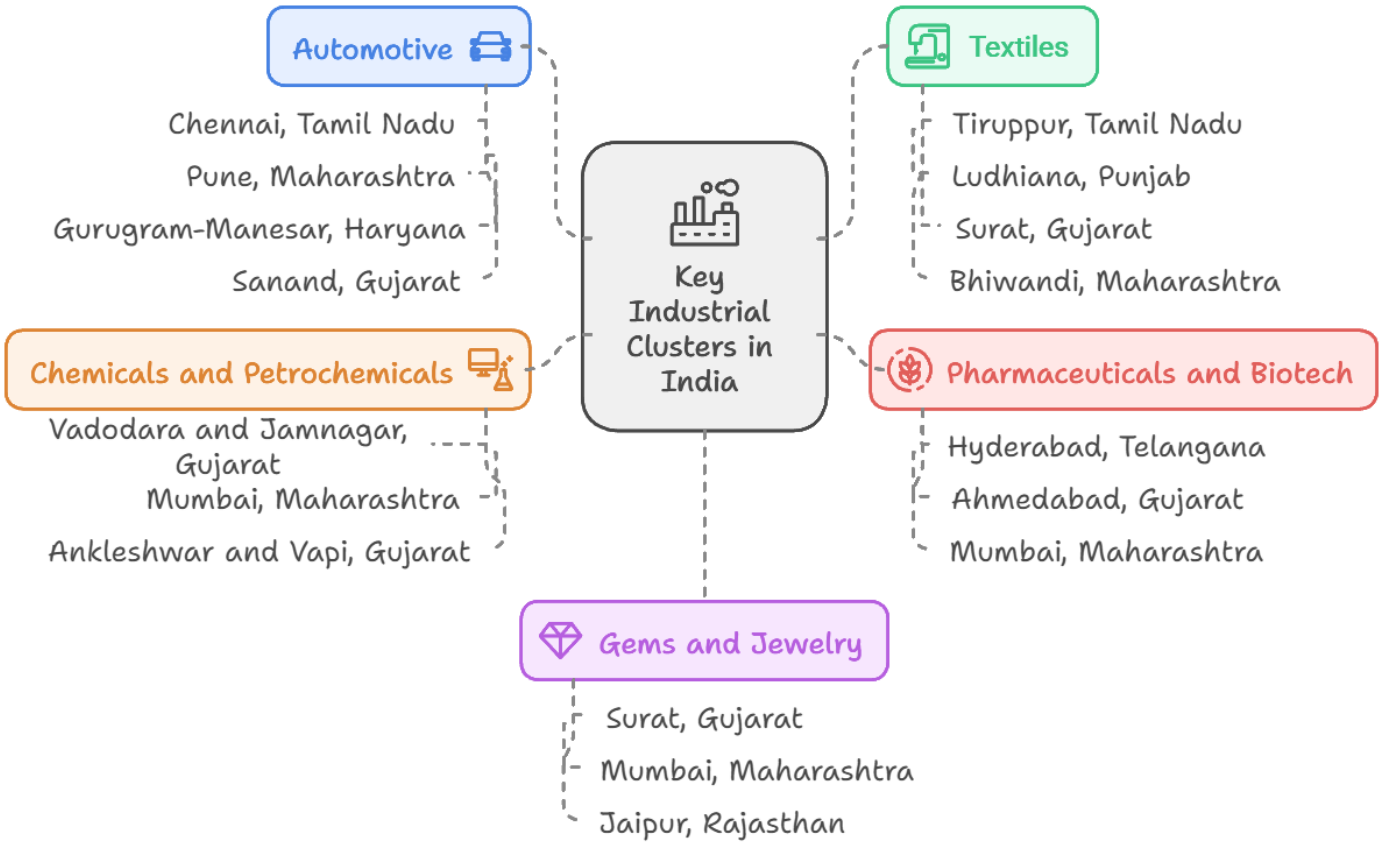 Automotive
Chennai, Tamil Nadu
Pune, Maharashtra
Gurugram-Manesar, Haryana
Sanand, Gujarat
Textiles
Tiruppur, Tamil Nadu
Ludhiana, Punjab
Surat, Gujarat
Bhiwandi, Maharashtra
Key
Industrial
Clusters in
India
Chemicals and Petrochemicals
Vadodara and Jamnagar,
Gujarat
Mumbai, Maharashtra
Ankleshwar and Vapi, Gujarat
Pharmaceuticals and Biotech
Hyderabad, Telangana
Ahmedabad, Gujarat
Mumbai, Maharashtra
Gems and Jewelry
Surat, Gujarat
Mumbai, Maharashtra
Jaipur, Rajasthan